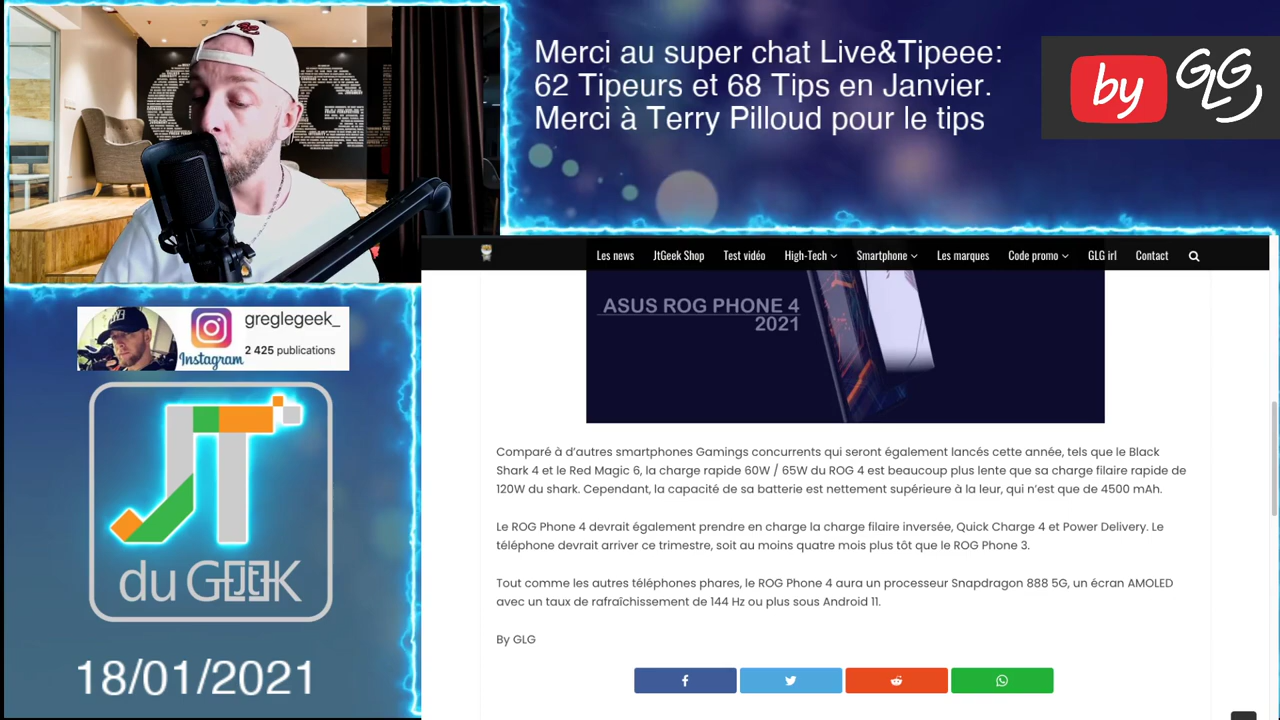 Merci au super chat Live&Tipeee:
62 Tipeurs et 68 Tips en Janvier.
Merci à Terry Pill pour le tips
by GLG
greglegeek_
Instagram
2 425 publications
JT
du GEEK
18/01/2021
Les news JtGeek Shop Test vidéo High-Tech Smartphone Les marques Code promo GLG irl Contact
ASUS ROG PHONE 4
2021
Comparé à d'autres smartphones Gamings concurrents qui seront également lancés cette année, tels que le Black
Shark 4 et le Red Magic 6, la charge rapide 60W / 65W du ROG 4 est beaucoup plus lente que sa charge filaire rapide de
120W du shark. Cependant, la capacité de sa batterie est nettement supérieure à la leur, qui n'est que de 4500 mAh.
Le ROG Phone 4 devrait également prendre en charge la charge filaire inversée, Quick Charge 4 et Power Delivery. Le
téléphone devrait arriver ce trimestre, soit au moins quatre mois plus tôt que le ROG Phone 3.
Tout comme les autres téléphones phares, le ROG Phone 4 aura un processeur Snapdragon 888 5G, un écran AMOLED
avec un taux de rafraîchissement de 144 Hz ou plus sous Android 11.
By GLG